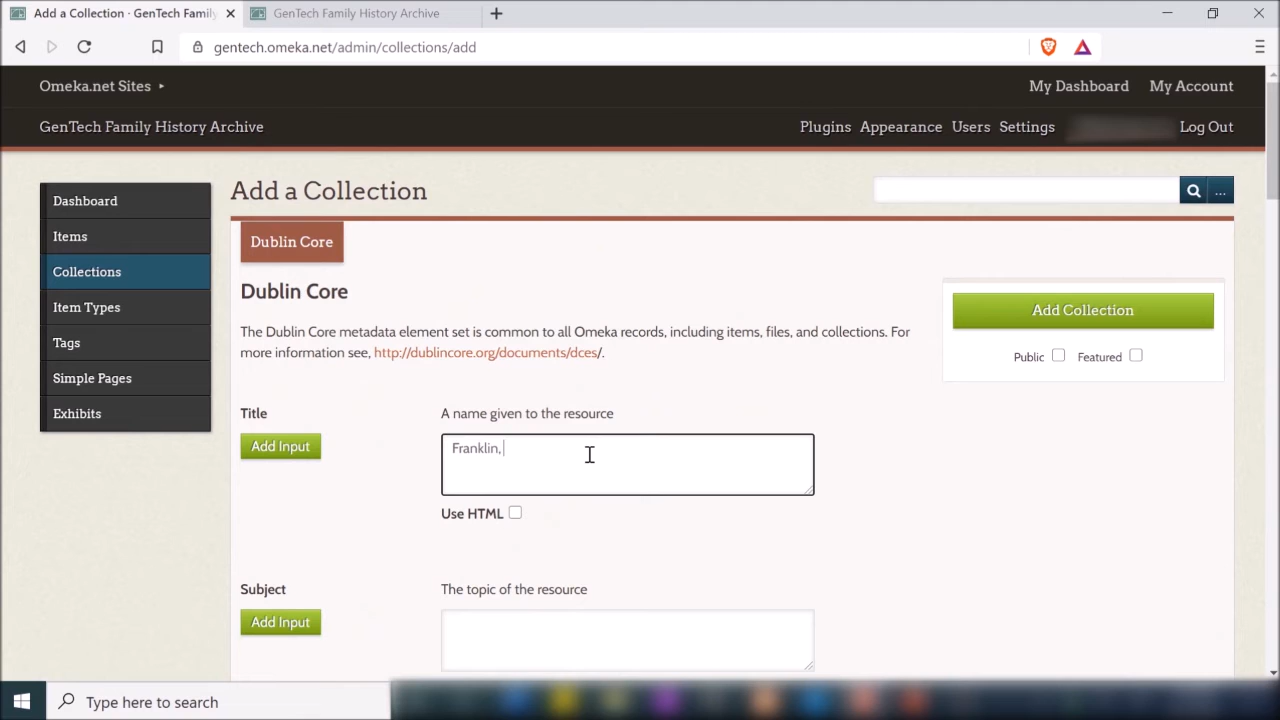 Add a Collection · GenTech Family
GenTech Family History Archive
gentech.omeka.net/admin/collections/add
Omeka.net Sites
My Dashboard My Account
GenTech Family History Archive
Plugins Appearance Users Settings Log Out
Dashboard
Items
Collections
Item Types
Tags
Simple Pages
Exhibits
Add a Collection
...
Dublin Core
Dublin Core
The Dublin Core metadata element set is common to all Omeka records, including items, files, and collections. For
more information see, http://dublincore.org/documents/dces/.
Add Collection
Public Featured
Title
A name given to the resource
Add Input
Franklin,
Use HTML
Subject
The topic of the resource
Add Input
Type here to search